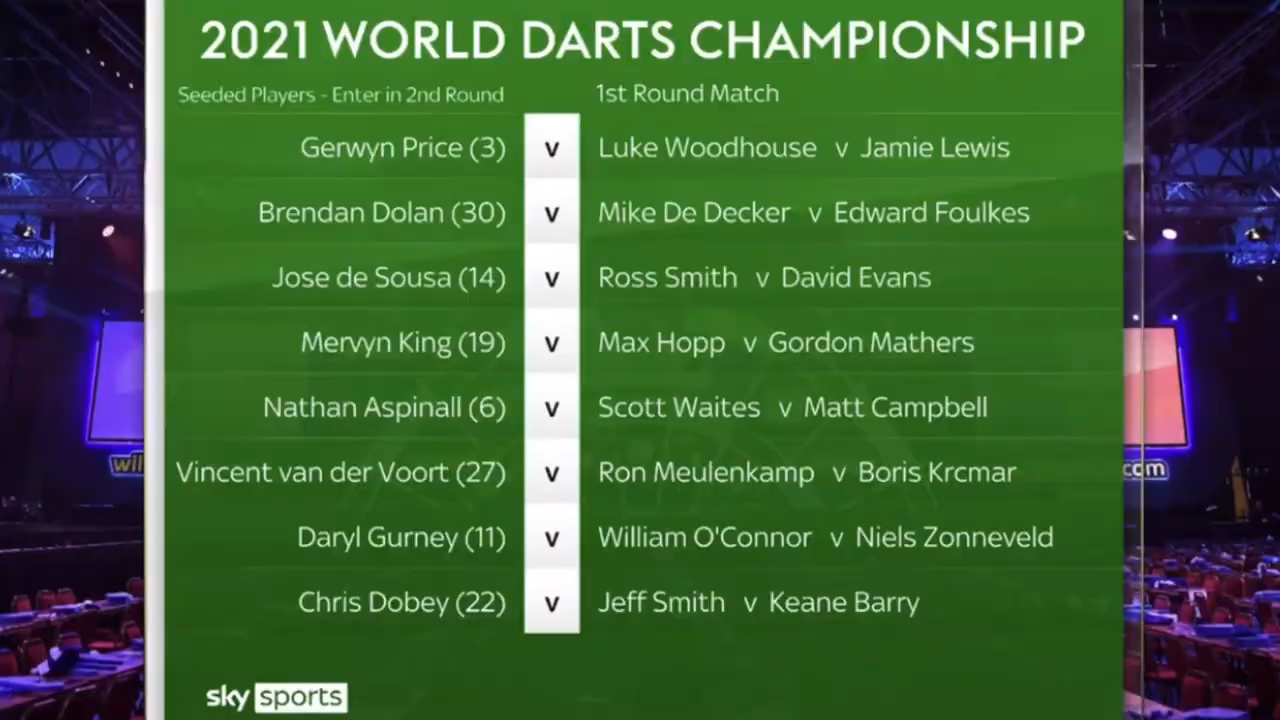 2021 WORLD DARTS CHAMPIONSHIP
Seeded Players - Enter in 2nd Round 1st Round Match
Gerwyn Price (3) v Luke Woodhouse v Jamie Lewis
Brendan Dolan (30) v Mike De Decker v Edward Foulkes
Jose de Sousa (14) v Ross Smith v David Evans
Mervyn King (19) v Max Hopp v Gordon Mathers
Nathan Aspinall (6) v Scott Waites v Matt Campbell
Vincent van der Voort (27) v Ron Meulenkamp v Boris Krcmar
Daryl Gurney (11) v William O'Connor v Niels Zonneveld
Chris Dobey (22) v Jeff Smith v Keane Barry
wil
com
sky sports